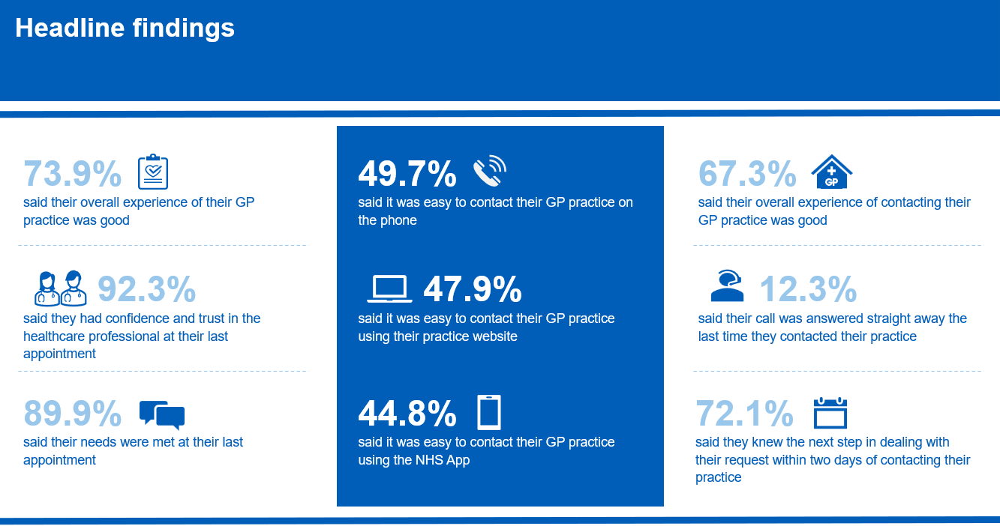 Headline findings
73.9%
said their overall experience of their GP
practice was good
92.3%
said they had confidence and trust in the
healthcare professional at their last
appointment
89.9%
said their needs were met at their last
appointment
49.7%
said it was easy to contact their GP practice on
the phone
47.9%
said it was easy to contact their GP practice
using their practice website
44.8%
said it was easy to contact their GP practice
using the NHS App
67.3%
GP
said their overall experience of contacting their
GP practice was good
12.3%
said their call was answered straight away the
last time they contacted their practice
72.1%
said they knew the next step in dealing with
their request within two days of contacting their
practice